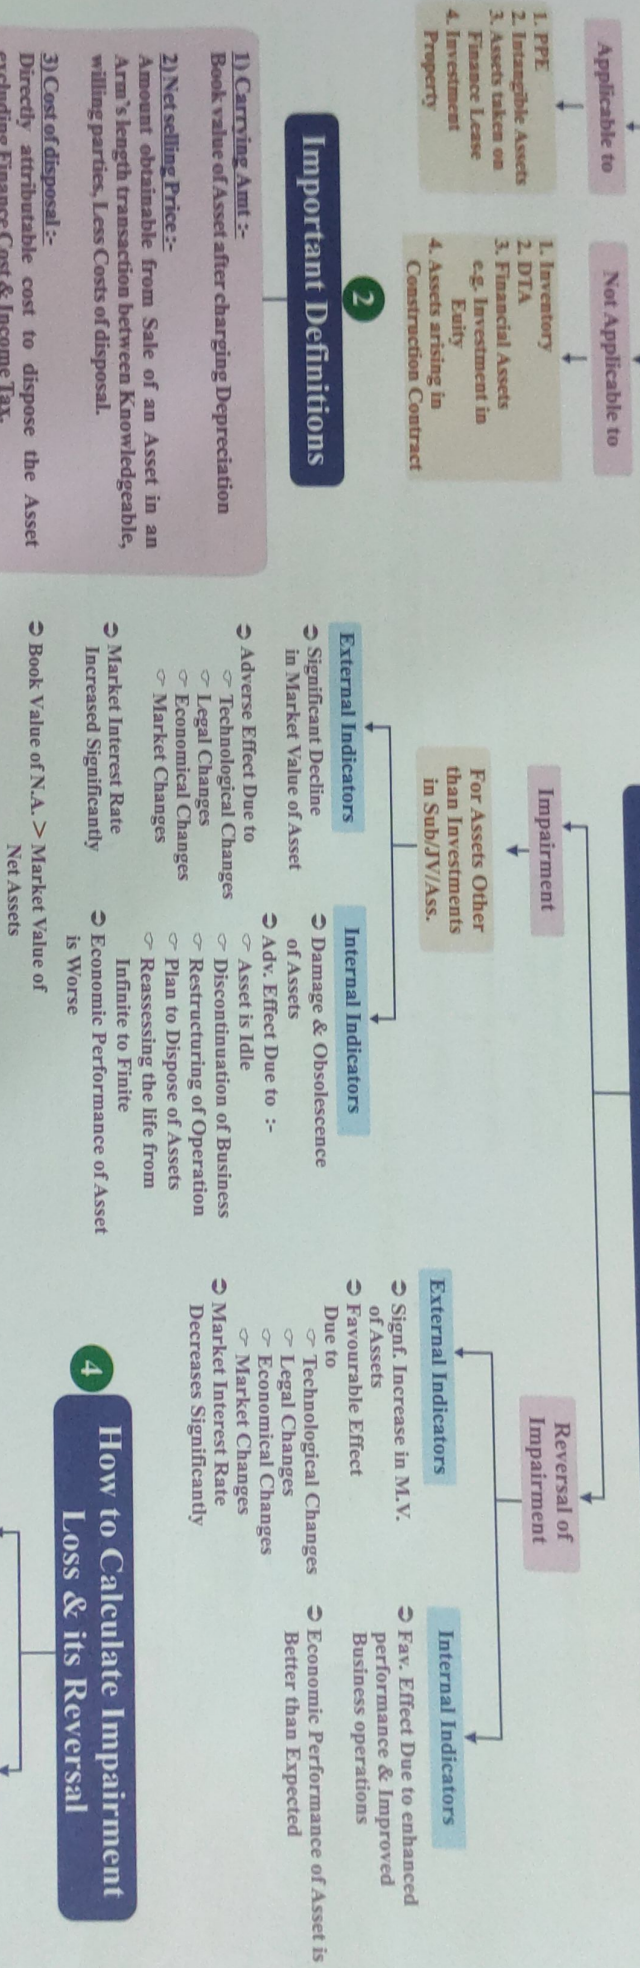 Applicable to
1. PPE
2. Intangible Assets
3. Assets taken on
Finance Lease
4. Investment
Property
Not Applicable to
1. Inventory
2. DTA
3. Financial Assets
e.g. Investment in
Euity
4. Assets arising in
Construction Contract
2
Important Definitions
1) Carrying Amt :-
Book value of Asset after charging Depreciation
2) Net selling Price:-
Amount obtainable from Sale of an Asset in an
Arm's length transaction between Knowledgeable,
willing parties, Less Costs of disposal.
3) Cost of disposal:-
Directly attributable cost to dispose the Asset
excluding Finance Cost & Income Tax.
Impairment
For Assets Other
than Investments
in Sub/JV/Ass.
External Indicators
➲ Significant Decline
in Market Value of Asset
➲ Adverse Effect Due to
☞ Technological Changes
☞ Legal Changes
☞ Economical Changes
☞ Market Changes
➲ Market Interest Rate
Increased Significantly
➲ Book Value of N.A. > Market Value of
Net Assets
Internal Indicators
➲ Damage & Obsolescence
of Assets
➲ Adv. Effect Due to :-
☞ Asset is Idle
☞ Discontinuation of Business
☞ Restructuring of Operation
☞ Plan to Dispose of Assets
☞ Reassessing the life from
Infinite to Finite
➲ Economic Performance of Asset
is Worse
Reversal of
Impairment
External Indicators
➲ Signf. Increase in M.V.
of Assets
➲ Favourable Effect
Due to
☞ Technological Changes
☞ Legal Changes
☞ Economical Changes
☞ Market Changes
➲ Market Interest Rate
Decreases Significantly
Internal Indicators
➲ Fav. Effect Due to enhanced
performance & Improved
Business operations
➲ Economic Performance of Asset is
Better than Expected
4
How to Calculate Impairment
Loss & its Reversal